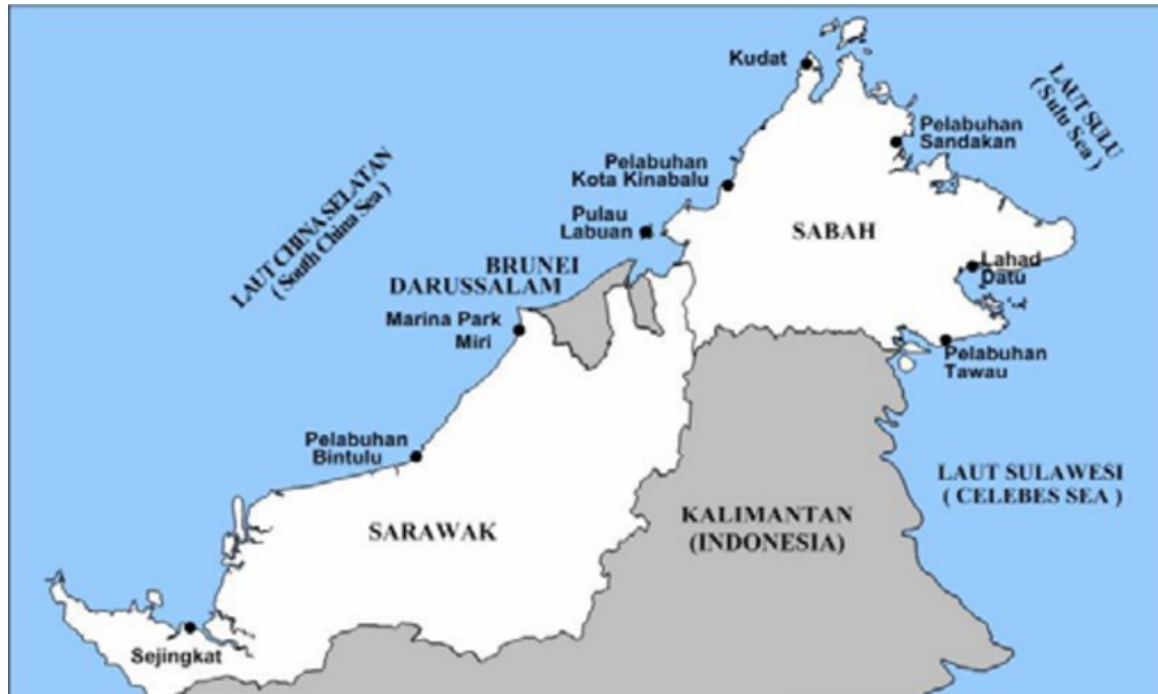 Kudat
LAUT SULU
( Sulu Sea )
Pelabuhan
Sandakan
Pelabuhan
Kota Kinabalu
LAUT CHINA SELATAN
( South China Sea )
Pulau
Labuan
SABAH
BRUNEI
DARUSSALAM
Lahad
Datu
Marina Park
Miri
Pelabuhan
Tawau
Pelabuhan
Bintulu
LAUT SULAWESI
( CELEBES SEA )
SARAWAK
KALIMANTAN
(INDONESIA)
Sejingkat